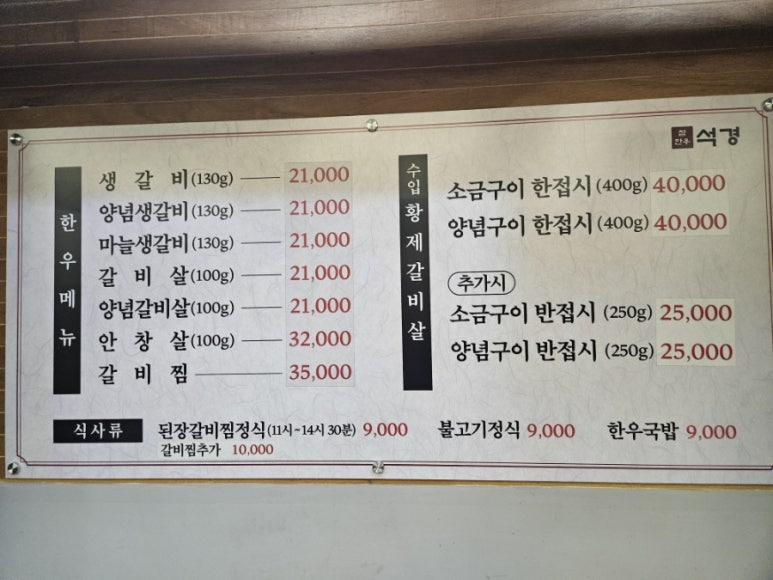 참한우 석경
한우메뉴
생갈비(130g) 21,000
양념생갈비(130g) 21,000
마늘생갈비(130g) 21,000
갈비살(100g) 21,000
양념갈비살(100g) 21,000
안창살(100g) 32,000
갈비찜 35,000
수입황제갈비살
소금구이 한접시 (400g) 40,000
양념구이 한접시 (400g) 40,000
추가시
소금구이 반접시 (250g) 25,000
양념구이 반접시 (250g) 25,000
식사류 된장갈비찜정식(11시~14시 30분) 9,000 불고기정식 9,000 한우국밥 9,000
갈비찜추가 10,000